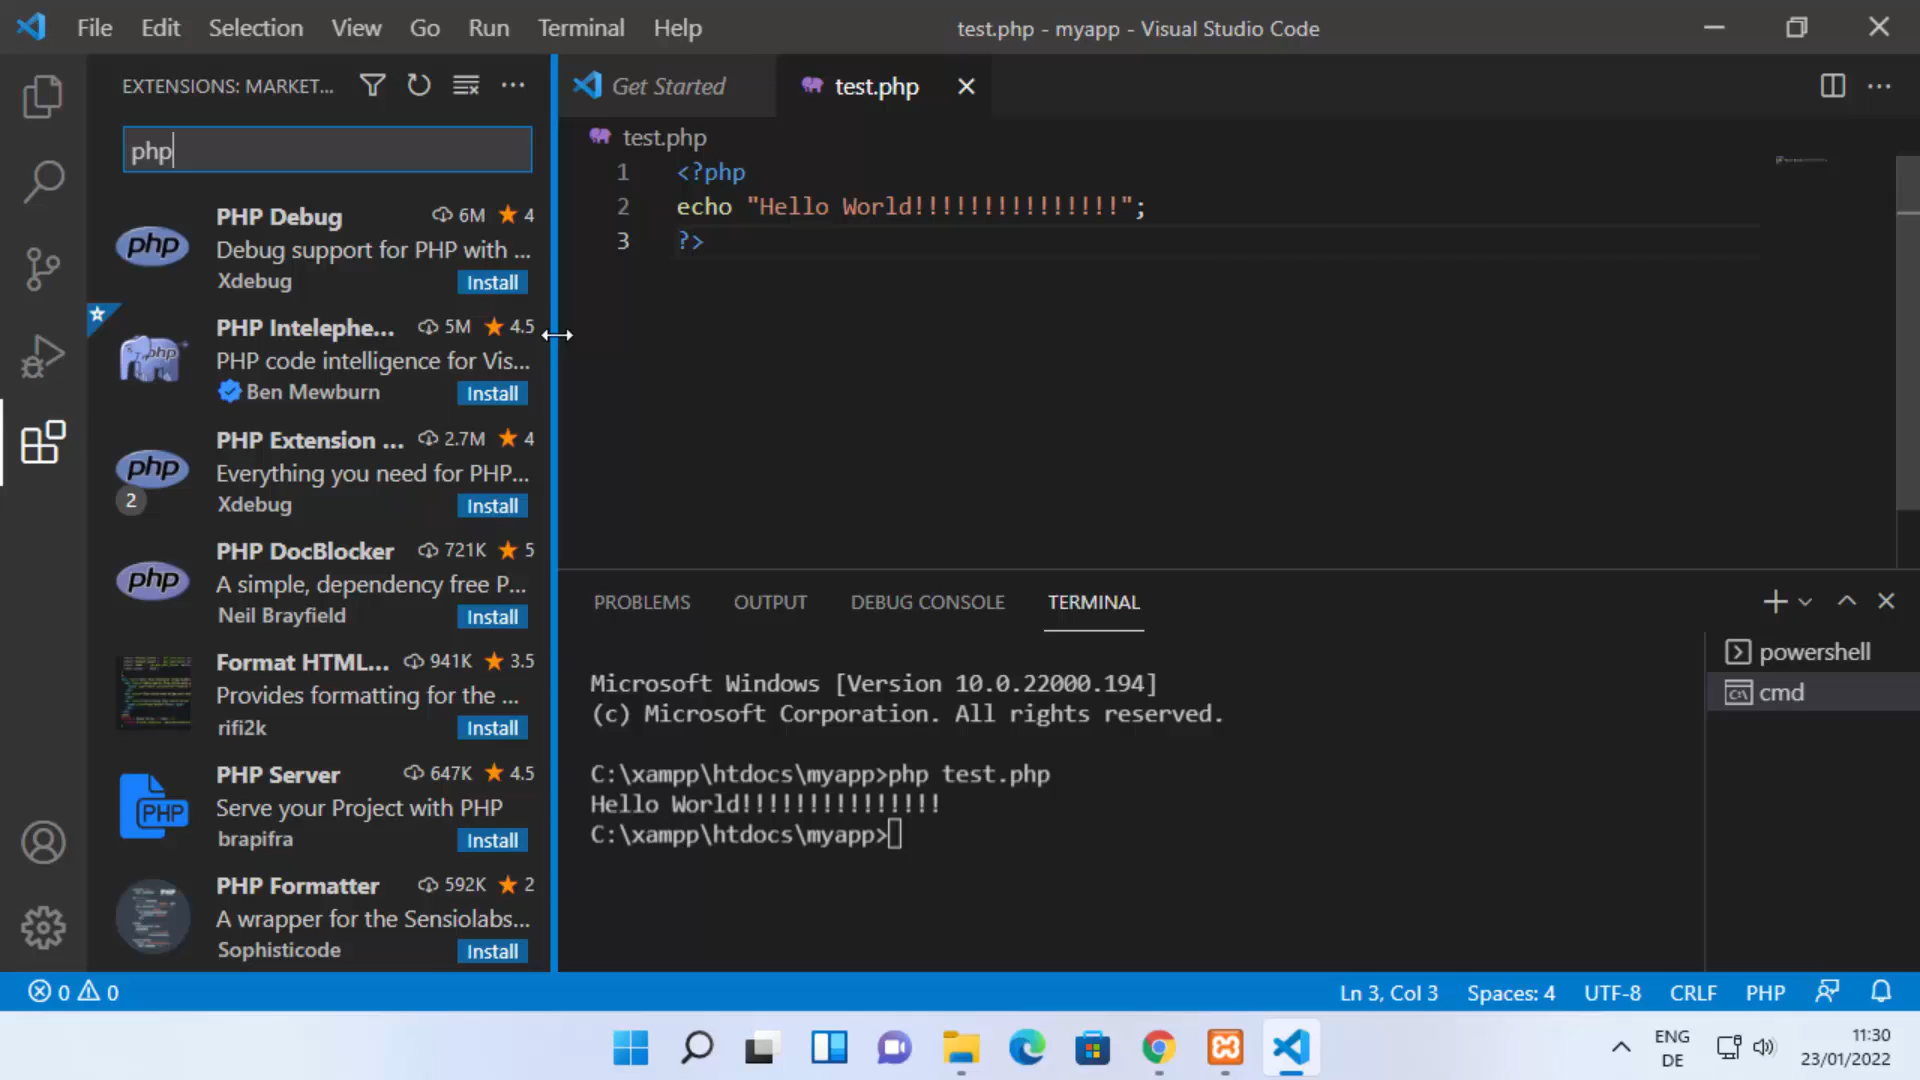 File Edit Selection View Go Run Terminal Help
test.php - myapp - Visual Studio Code
EXTENSIONS: MARKET...
php
PHP Debug 6M 4
Debug support for PHP with ...
Xdebug Install
PHP Intelephe... 5M 4.5
PHP code intelligence for Vis...
Ben Mewburn Install
PHP Extension ... 2.7M 4
Everything you need for PHP...
2
Xdebug Install
PHP DocBlocker 721K 5
A simple, dependency free P...
Neil Brayfield Install
Format HTML... 941K 3.5
Provides formatting for the ...
rifi2k Install
PHP Server 647K 4.5
Serve your Project with PHP
brapifra Install
PHP Formatter 592K 2
A wrapper for the Sensiolabs...
Sophisticode Install
php
php
php
php
PHP
Get Started test.php
test.php
1 <?php
2 echo "Hello World!!!!!!!!!!!!!!!";
3 ?>
PROBLEMS OUTPUT DEBUG CONSOLE TERMINAL
powershell
cmd
Microsoft Windows [Version 10.0.22000.194]
(c) Microsoft Corporation. All rights reserved.
C:\xampp\htdocs\myapp>php test.php
Hello World!!!!!!!!!!!!!!!
C:\xampp\htdocs\myapp>
0 0
Ln 3, Col 3 Spaces: 4 UTF-8 CRLF PHP
ENG
DE
11:30
23/01/2022